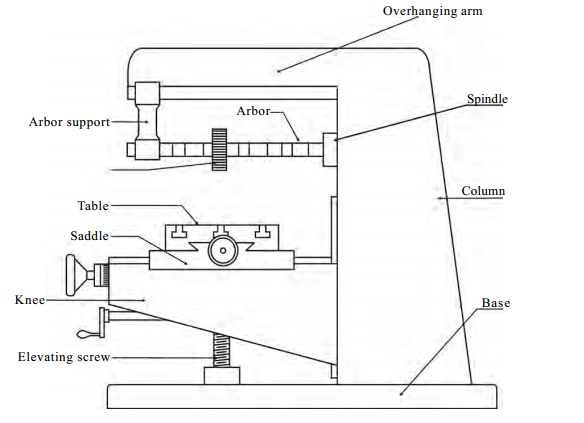 Overhanging arm
Spindle
Arbor
Arbor support
Column
Table
Saddle
Knee
Base
Elevating screw